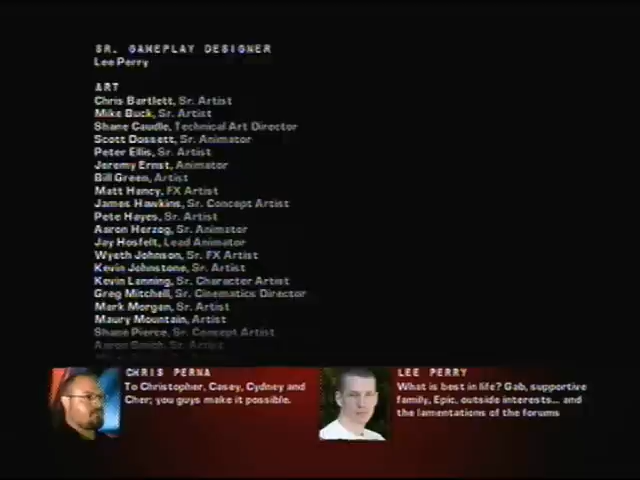 SR. GAMEPLAY DESIGNER
Lee Perry
ART
Chris Bartlett, Sr. Artist
Mike Buck, Sr. Artist
Shane Caudle, Technical Art Director
Scott Dossett, Sr. Animator
Peter Ellis, Sr. Artist
Jeremy Ernst, Animator
Bill Green, Artist
Matt Hancy, FX Artist
James Hawkins, Sr. Concept Artist
Pete Hayes, Sr. Artist
Aaron Herzog, Sr. Animator
Jay Hosfelt, Lead Animator
Wyeth Johnson, Sr. FX Artist
Kevin Johnstone, Sr. Artist
Kevin Lanning, Sr. Character Artist
Greg Mitchell, Sr. Cinematics Director
Mark Morgan, Sr. Artist
Maury Mountain, Artist
Shane Pierce, Sr. Concept Artist
Aaron Smith, Sr. Artist
CHRIS PERNA
To Christopher, Casey, Cydney and
Cher; you guys make it possible.
LEE PERRY
What is best in life? Gab, supportive
family, Epic, outside interests... and
the lamentations of the forums